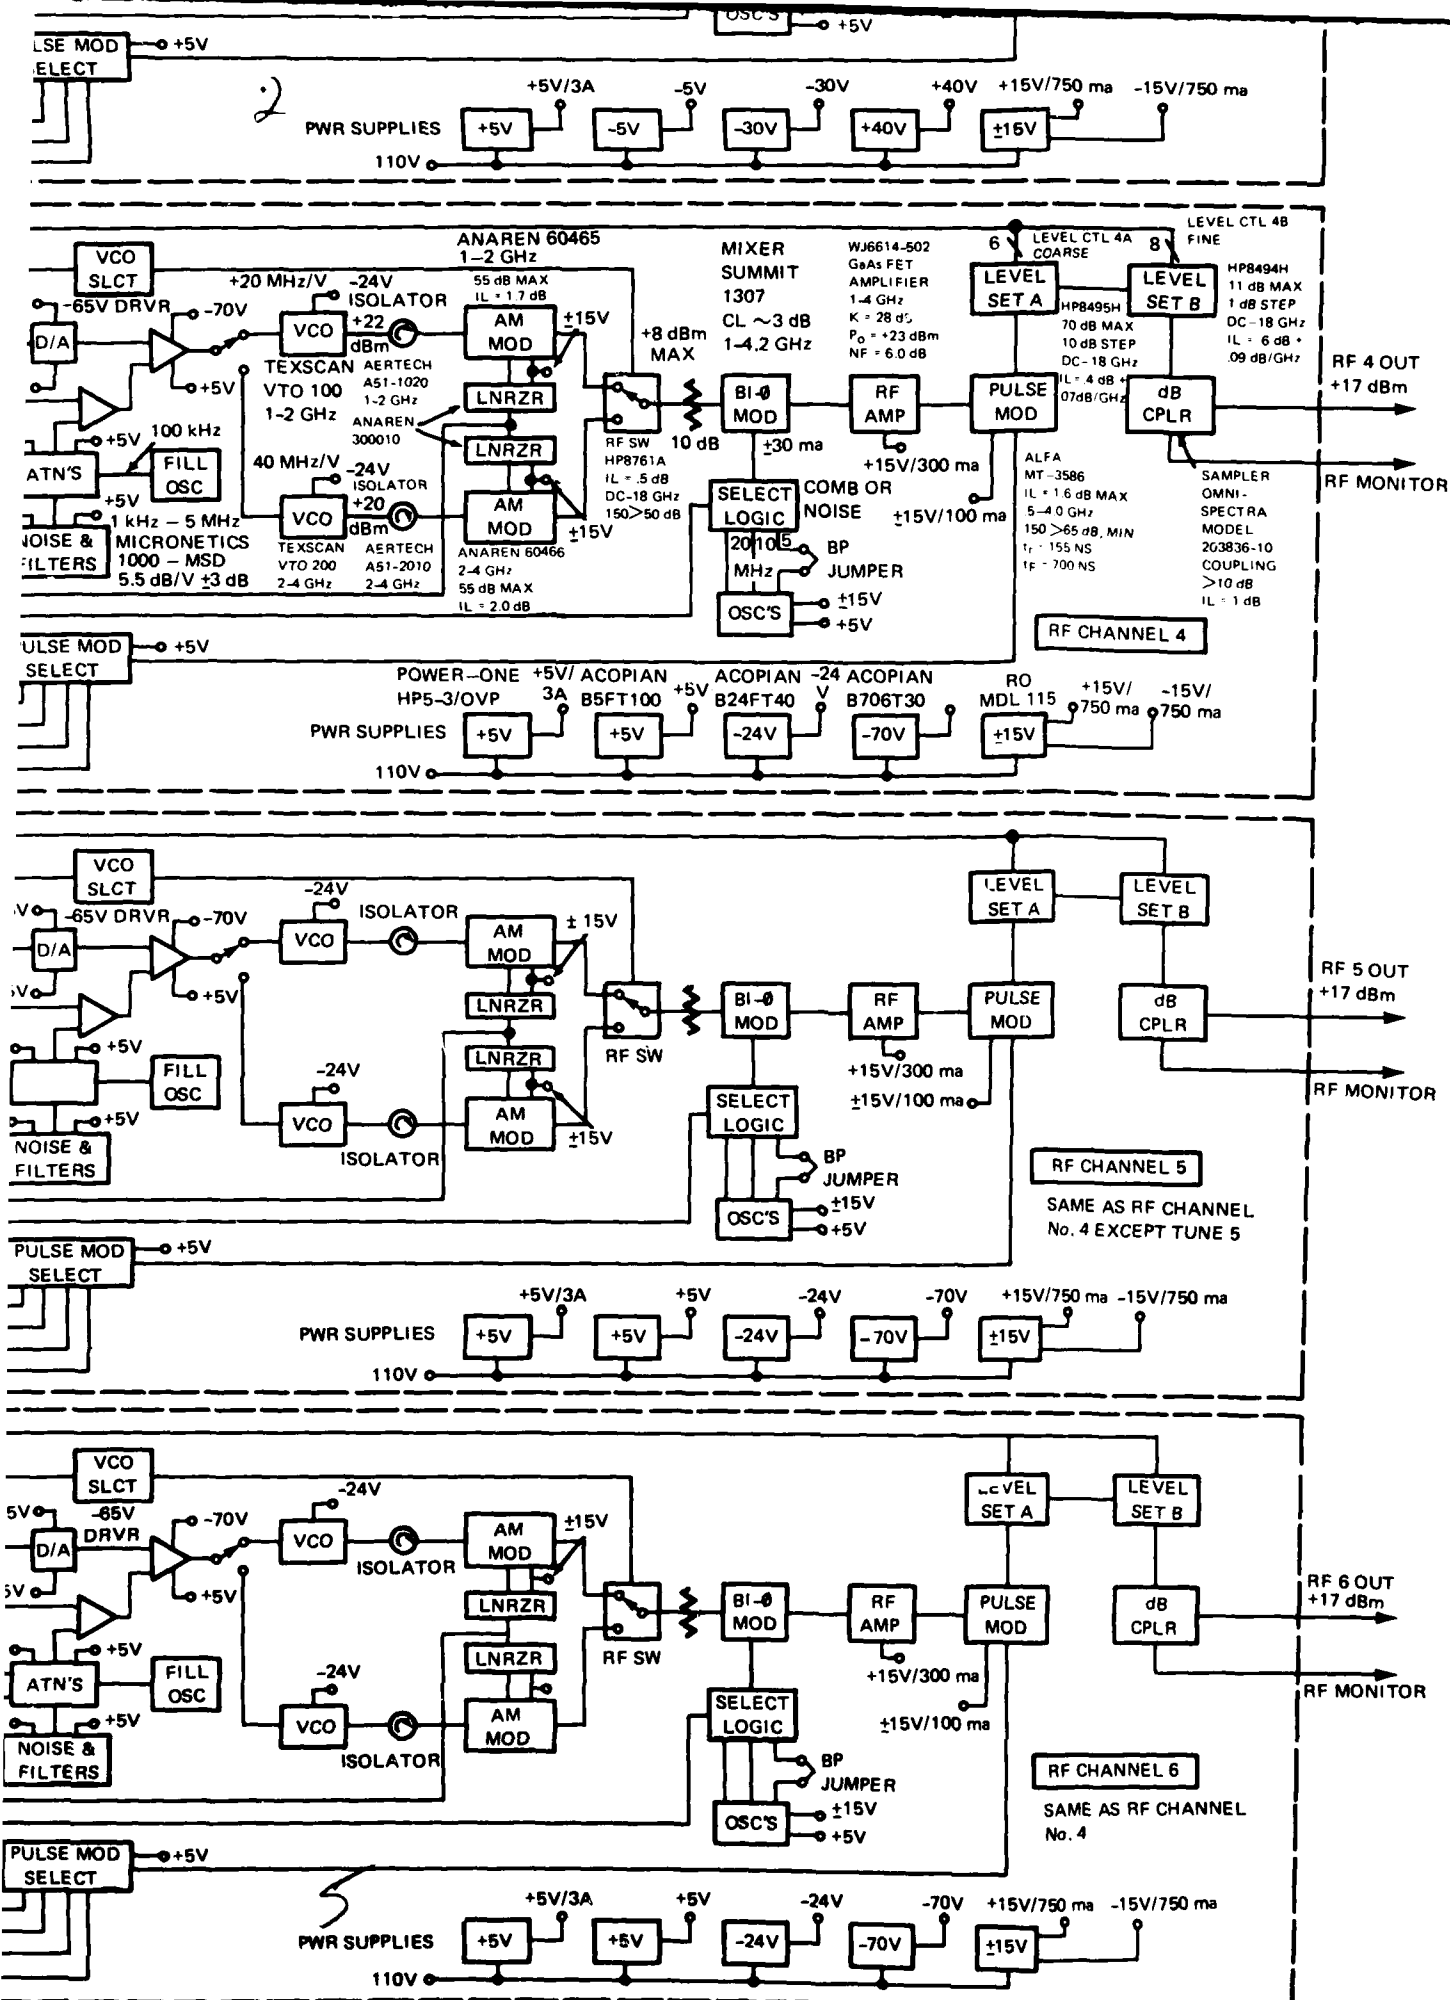 OSC'S
+5V
LSE MOD
ELECT
+5V
2
PWR SUPPLIES
+5V/3A
-5V
-30V
+40V
+15V/750 ma
-15V/750 ma
+5V
-5V
-30V
+40V
±15V
110V
VCO
SLCT
ANAREN 60465
1-2 GHz
55 dB MAX
IL = 1.7 dB
MIXER
SUMMIT
1307
CL ~3 dB
1-4.2 GHz
WJ6614-502
GaAs FET
AMPLIFIER
1-4 GHz
K = 28 dB
P₀ = +23 dBm
NF = 6.0 dB
6
LEVEL CTL 4A
COARSE
8
LEVEL CTL 4B
FINE
LEVEL
SET A
LEVEL
SET B
HP8494H
11 dB MAX
1 dB STEP
DC-18 GHz
IL = .6 dB +
.09 dB/GHz
HP8495H
70 dB MAX
10 dB STEP
DC-18 GHz
IL = .4 dB +
.07dB/GHz
-65V DRVR
-70V
D/A
+5V
+20 MHz/V
-24V
ISOLATOR
VCO
+22
dBm
TEXSCAN
VTO 100
1-2 GHz
AERTECH
A51-1020
1-2 GHz
ANAREN
300010
AM
MOD
±15V
LNRZR
LNRZR
AM
MOD
±15V
ANAREN 60466
2-4 GHz
55 dB MAX
IL = 2.0 dB
+8 dBm
MAX
RF SW
HP8761A
IL = .5 dB
DC-18 GHz
150>50 dB
10 dB
BI-Ø
MOD
±30 ma
RF
AMP
+15V/300 ma
PULSE
MOD
±15V/100 ma
dB
CPLR
RF 4 OUT
+17 dBm
RF MONITOR
ALFA
MT-3586
IL = 1.6 dB MAX
.5-4.0 GHz
150 >65 dB, MIN
tᵣ = 155 NS
t_F = 700 NS
SAMPLER
OMNI-
SPECTRA
MODEL
203836-10
COUPLING
>10 dB
IL = 1 dB
+5V
100 kHz
ATN'S
FILL
OSC
+5V
1 kHz – 5 MHz
NOISE &
FILTERS
MICRONETICS
1000 – MSD
5.5 dB/V ±3 dB
40 MHz/V
-24V
ISOLATOR
VCO
+20
dBm
TEXSCAN
VTO 200
2-4 GHz
AERTECH
A51-2010
2-4 GHz
SELECT
LOGIC
COMB OR
NOISE
20 10 5
MHz
BP
JUMPER
OSC'S
±15V
+5V
RF CHANNEL 4
ULSE MOD
SELECT
+5V
POWER-ONE
HP5-3/OVP
+5V/
3A
ACOPIAN
B5FT100
+5V
ACOPIAN
B24FT40
-24
V
ACOPIAN
B706T30
RO
MDL 115
+15V/
750 ma
-15V/
750 ma
PWR SUPPLIES
+5V
+5V
-24V
-70V
±15V
110V
VCO
SLCT
V
-65V DRVR
-70V
D/A
5V
+5V
-24V
VCO
ISOLATOR
AM
MOD
± 15V
LNRZR
LNRZR
AM
MOD
±15V
RF SW
BI-Ø
MOD
RF
AMP
+15V/300 ma
PULSE
MOD
±15V/100 ma
LEVEL
SET A
LEVEL
SET B
dB
CPLR
RF 5 OUT
+17 dBm
RF MONITOR
+5V
FILL
OSC
+5V
NOISE &
FILTERS
-24V
VCO
ISOLATOR
SELECT
LOGIC
BP
JUMPER
OSC'S
±15V
+5V
RF CHANNEL 5
SAME AS RF CHANNEL
No. 4 EXCEPT TUNE 5
PULSE MOD
SELECT
+5V
PWR SUPPLIES
+5V/3A
+5V
-24V
-70V
+15V/750 ma
-15V/750 ma
+5V
+5V
-24V
-70V
±15V
110V
VCO
SLCT
5V
-65V
DRVR
-70V
D/A
5V
+5V
-24V
VCO
ISOLATOR
AM
MOD
±15V
LNRZR
LNRZR
AM
MOD
RF SW
BI-Ø
MOD
RF
AMP
+15V/300 ma
PULSE
MOD
±15V/100 ma
LEVEL
SET A
LEVEL
SET B
dB
CPLR
RF 6 OUT
+17 dBm
RF MONITOR
+5V
ATN'S
FILL
OSC
+5V
NOISE &
FILTERS
-24V
VCO
ISOLATOR
SELECT
LOGIC
BP
JUMPER
OSC'S
±15V
+5V
RF CHANNEL 6
SAME AS RF CHANNEL
No. 4
PULSE MOD
SELECT
+5V
PWR SUPPLIES
+5V/3A
+5V
-24V
-70V
+15V/750 ma
-15V/750 ma
+5V
+5V
-24V
-70V
±15V
110V